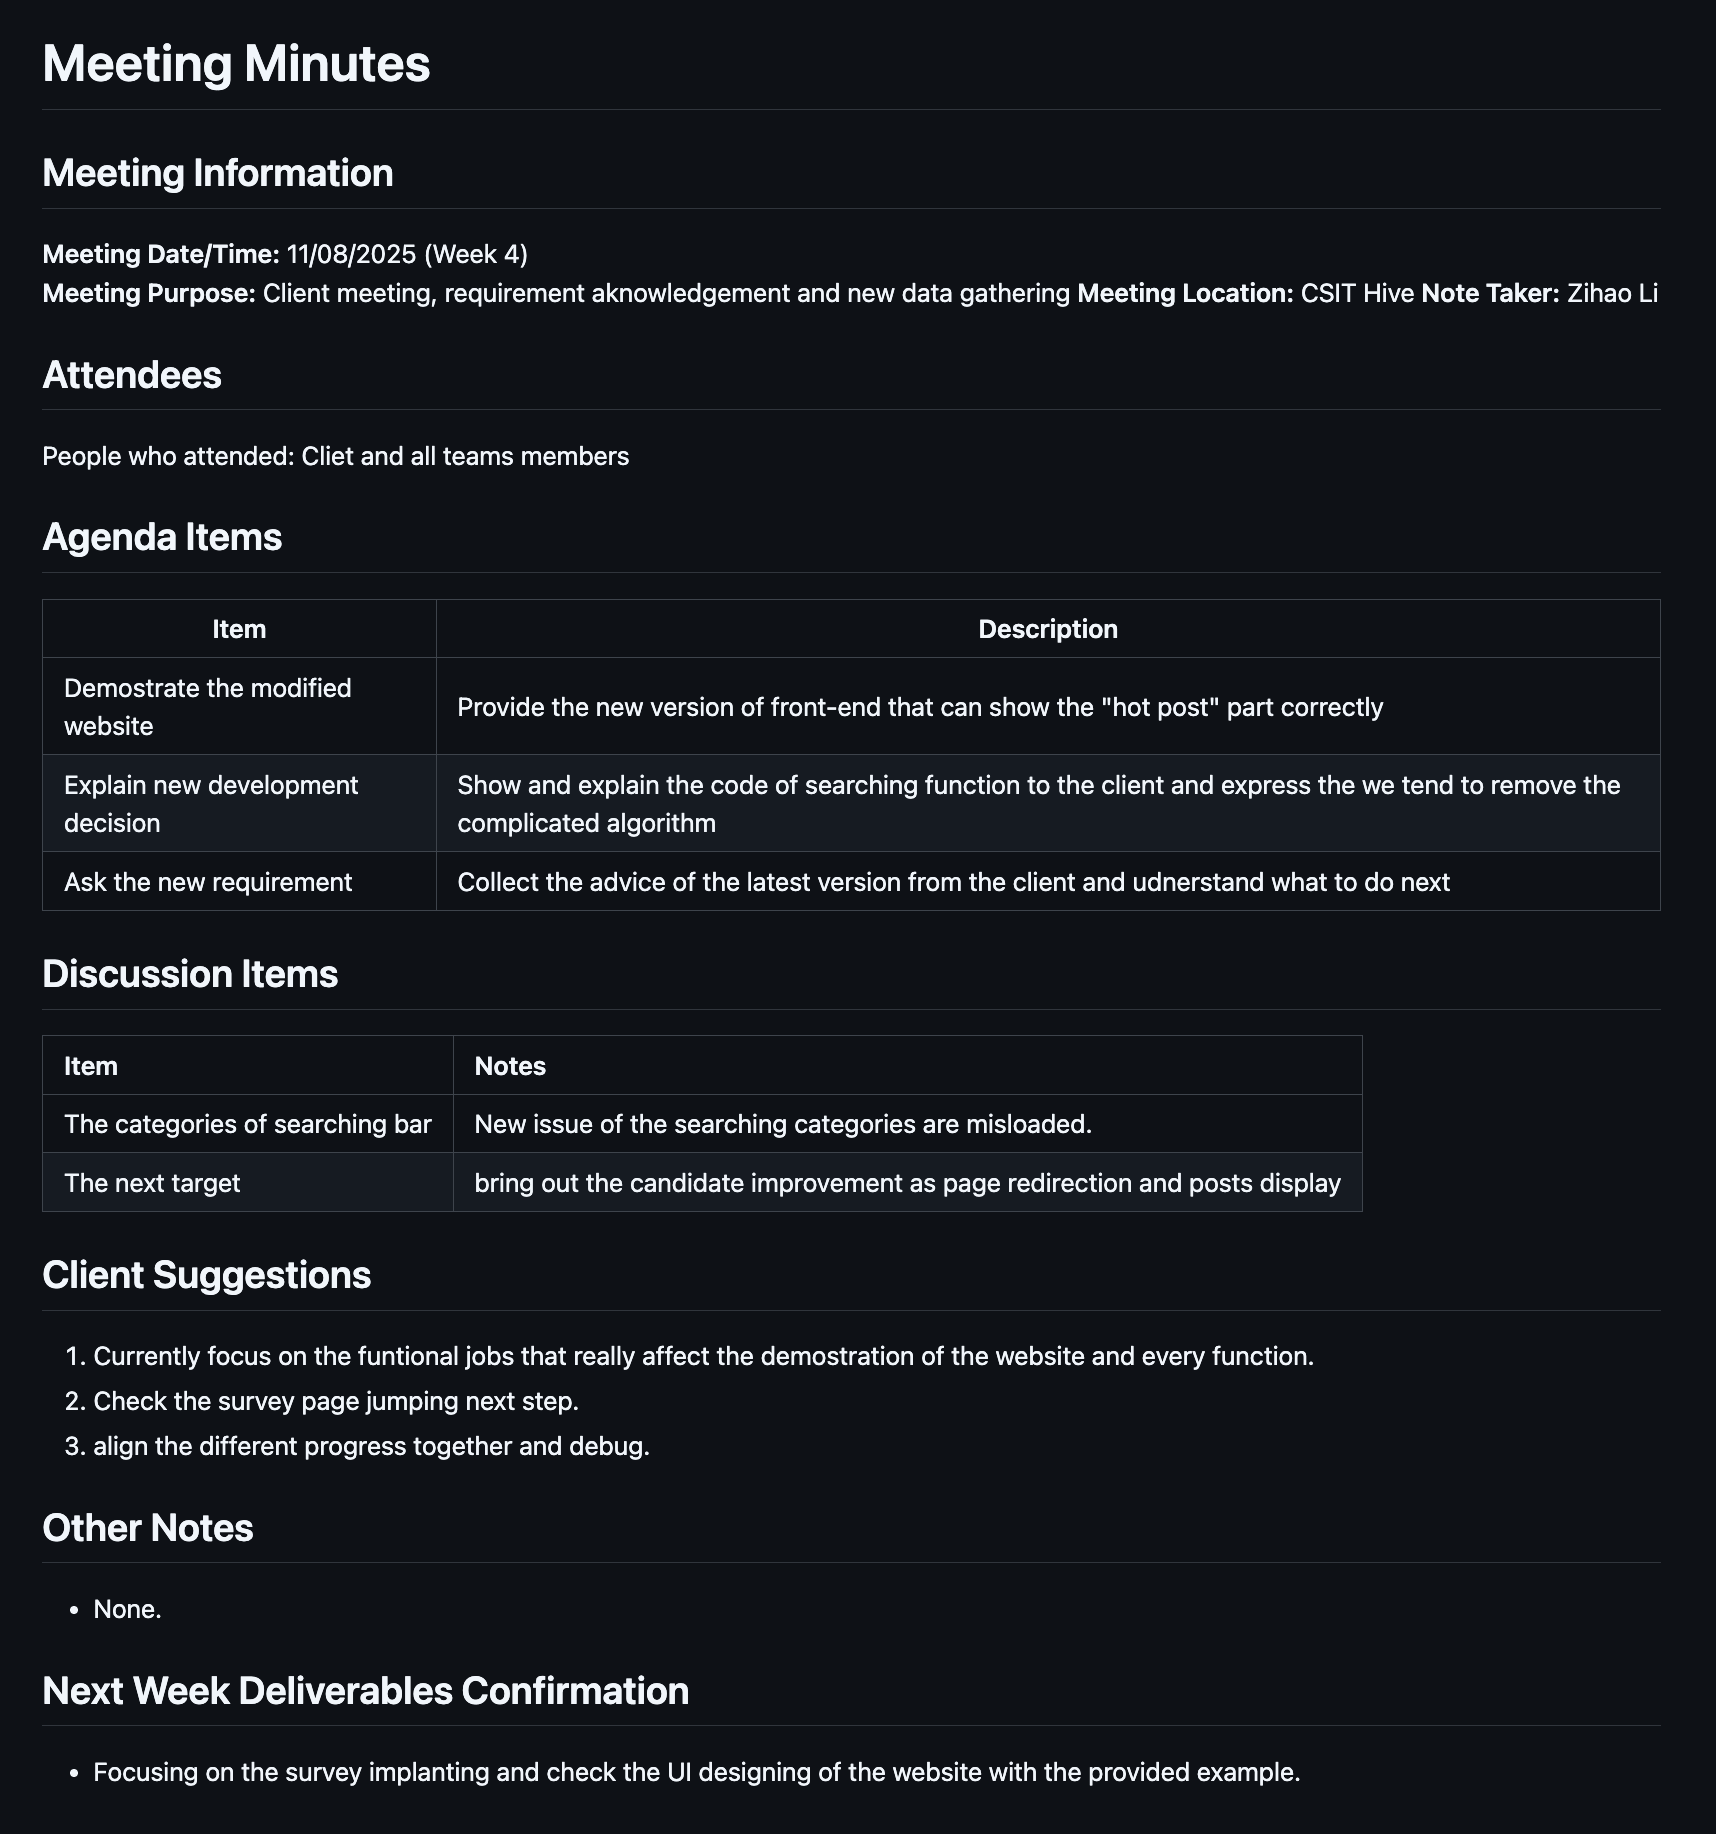 Meeting Minutes
Meeting Information
Meeting Date/Time: 11/08/2025 (Week 4)
Meeting Purpose: Client meeting, requirement aknowledgement and new data gathering Meeting Location: CSIT Hive Note Taker: Zihao Li
Attendees
People who attended: Cliet and all teams members
Agenda Items
Item Description
Demostrate the modified
website
Provide the new version of front-end that can show the "hot post" part correctly
Explain new development
decision
Show and explain the code of searching function to the client and express the we tend to remove the
complicated algorithm
Ask the new requirement
Collect the advice of the latest version from the client and udnerstand what to do next
Discussion Items
Item Notes
The categories of searching bar New issue of the searching categories are misloaded.
The next target bring out the candidate improvement as page redirection and posts display
Client Suggestions
1. Currently focus on the funtional jobs that really affect the demostration of the website and every function.
2. Check the survey page jumping next step.
3. align the different progress together and debug.
Other Notes
• None.
Next Week Deliverables Confirmation
• Focusing on the survey implanting and check the UI designing of the website with the provided example.